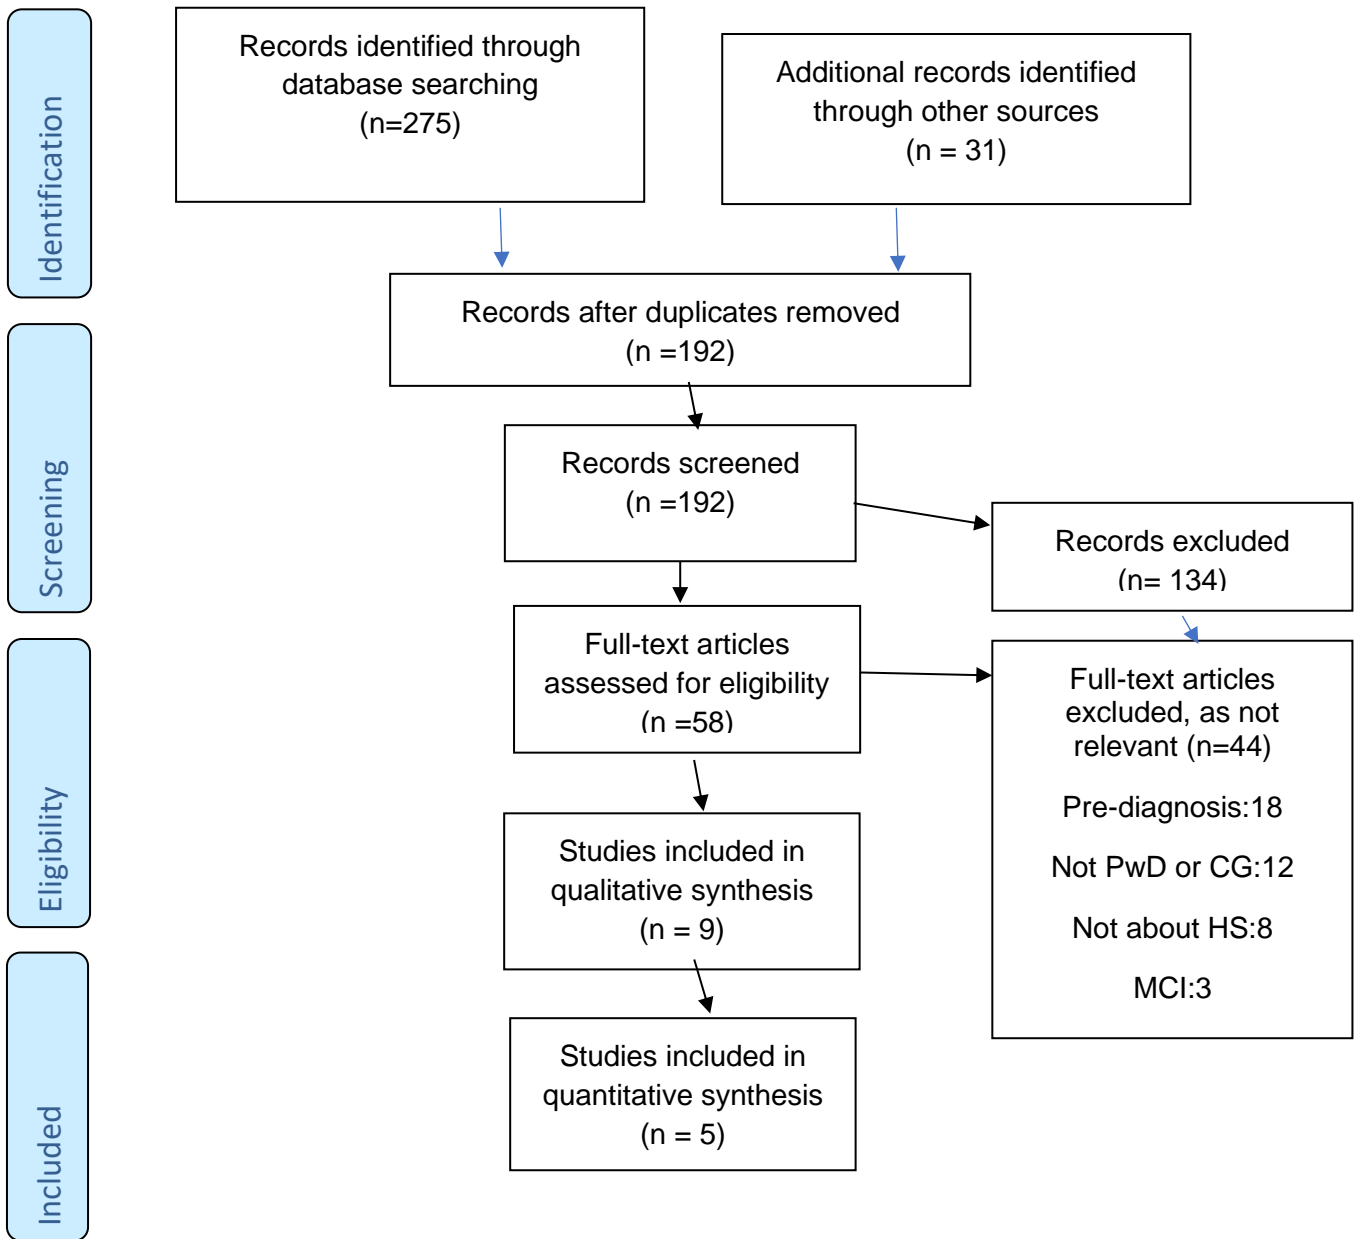 Identification
Records identified through
database searching
(n=275)
Additional records identified
through other sources
(n = 31)
Records after duplicates removed
(n =192)
Screening
Records screened
(n =192)
Records excluded
(n= 134)
Eligibility
Full-text articles
assessed for eligibility
(n =58)
Full-text articles
excluded, as not
relevant (n=44)
Pre-diagnosis:18
Not PwD or CG:12
Not about HS:8
MCI:3
Studies included in
qualitative synthesis
(n = 9)
Included
Studies included in
quantitative synthesis
(n = 5)